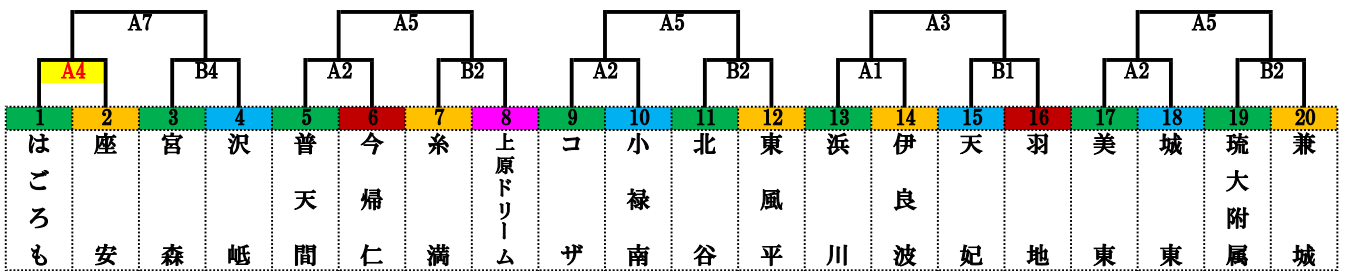 A7 A5 A5 A3 A5
A4 B4 A2 B2 A2 B2 A1 B1 A2 B2
1 2 3 4 5 6 7 8 9 10 11 12 13 14 15 16 17 18 19 20
はごろも
座安
宮森
沢岻
普天間
今帰仁
糸満
上原ドリーム
コザ
小禄南
北谷
東風平
浜川
伊良波
天妃
羽地
美東
城東
琉大附属
兼城